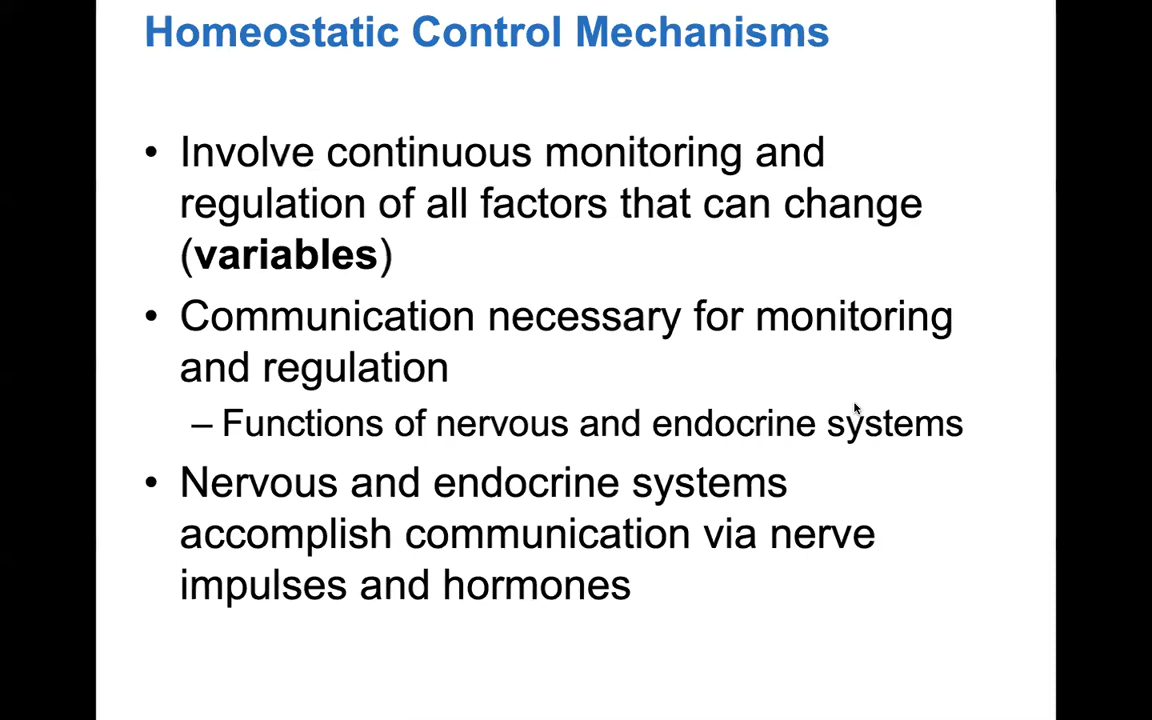 Homeostatic Control Mechanisms
• Involve continuous monitoring and
regulation of all factors that can change
(variables)
• Communication necessary for monitoring
and regulation
– Functions of nervous and endocrine systems
• Nervous and endocrine systems
accomplish communication via nerve
impulses and hormones